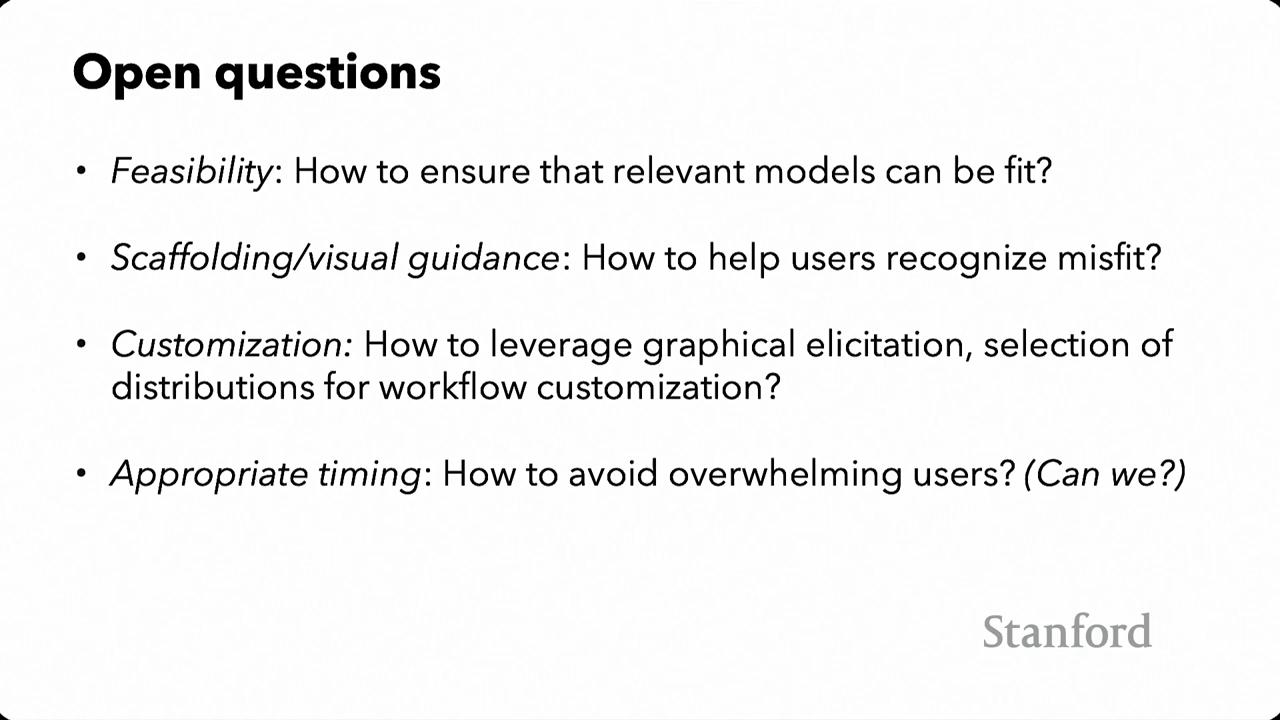 Open questions
• Feasibility: How to ensure that relevant models can be fit?
• Scaffolding/visual guidance: How to help users recognize misfit?
• Customization: How to leverage graphical elicitation, selection of
distributions for workflow customization?
• Appropriate timing: How to avoid overwhelming users? (Can we?)
Stanford